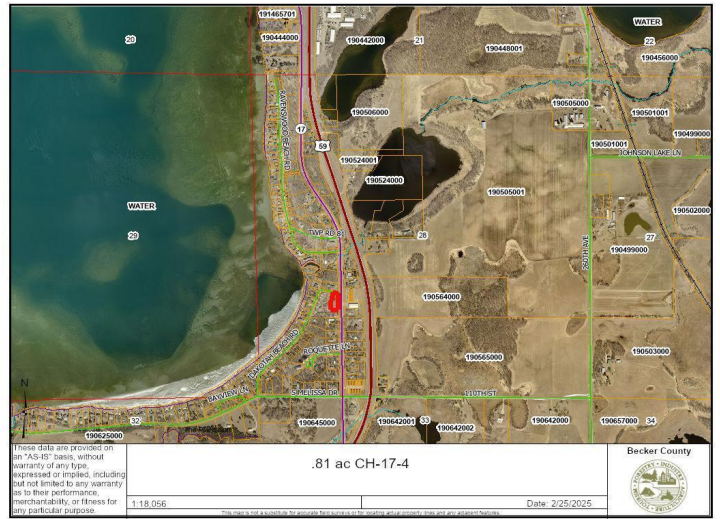 191465701
WATER
20
190444000
190442000
21
190448001
22
190456000
RAVENSWOOD BEACH RD
17
59
190506000
190505000
190501001
190501001
190499000
JOHNSON LAKE LN
190524001
190524000
190505001
WATER
29
TWP RD 81
28
260TH AVE
190502000
27
190499000
190564000
DAKOTAH BEACH RD
ROQUETTE LN
190565000
190503000
BAYVIEW LN
S MELISSA DR
110TH ST
N
32
190625000
190645000
190642001
33
190642002
190642000
190657000
34
These data are provided on
an "AS-IS" basis, without
warranty of any type,
expressed or implied, including
but not limited to any warranty
as to their performance,
merchantability, or fitness for
any particular purpose
.81 ac CH-17-4
1:18,056
Date: 2/25/2025
This map is not a substitute for accurate field surveys or for locating actual property lines and any adjacent features.
Becker County